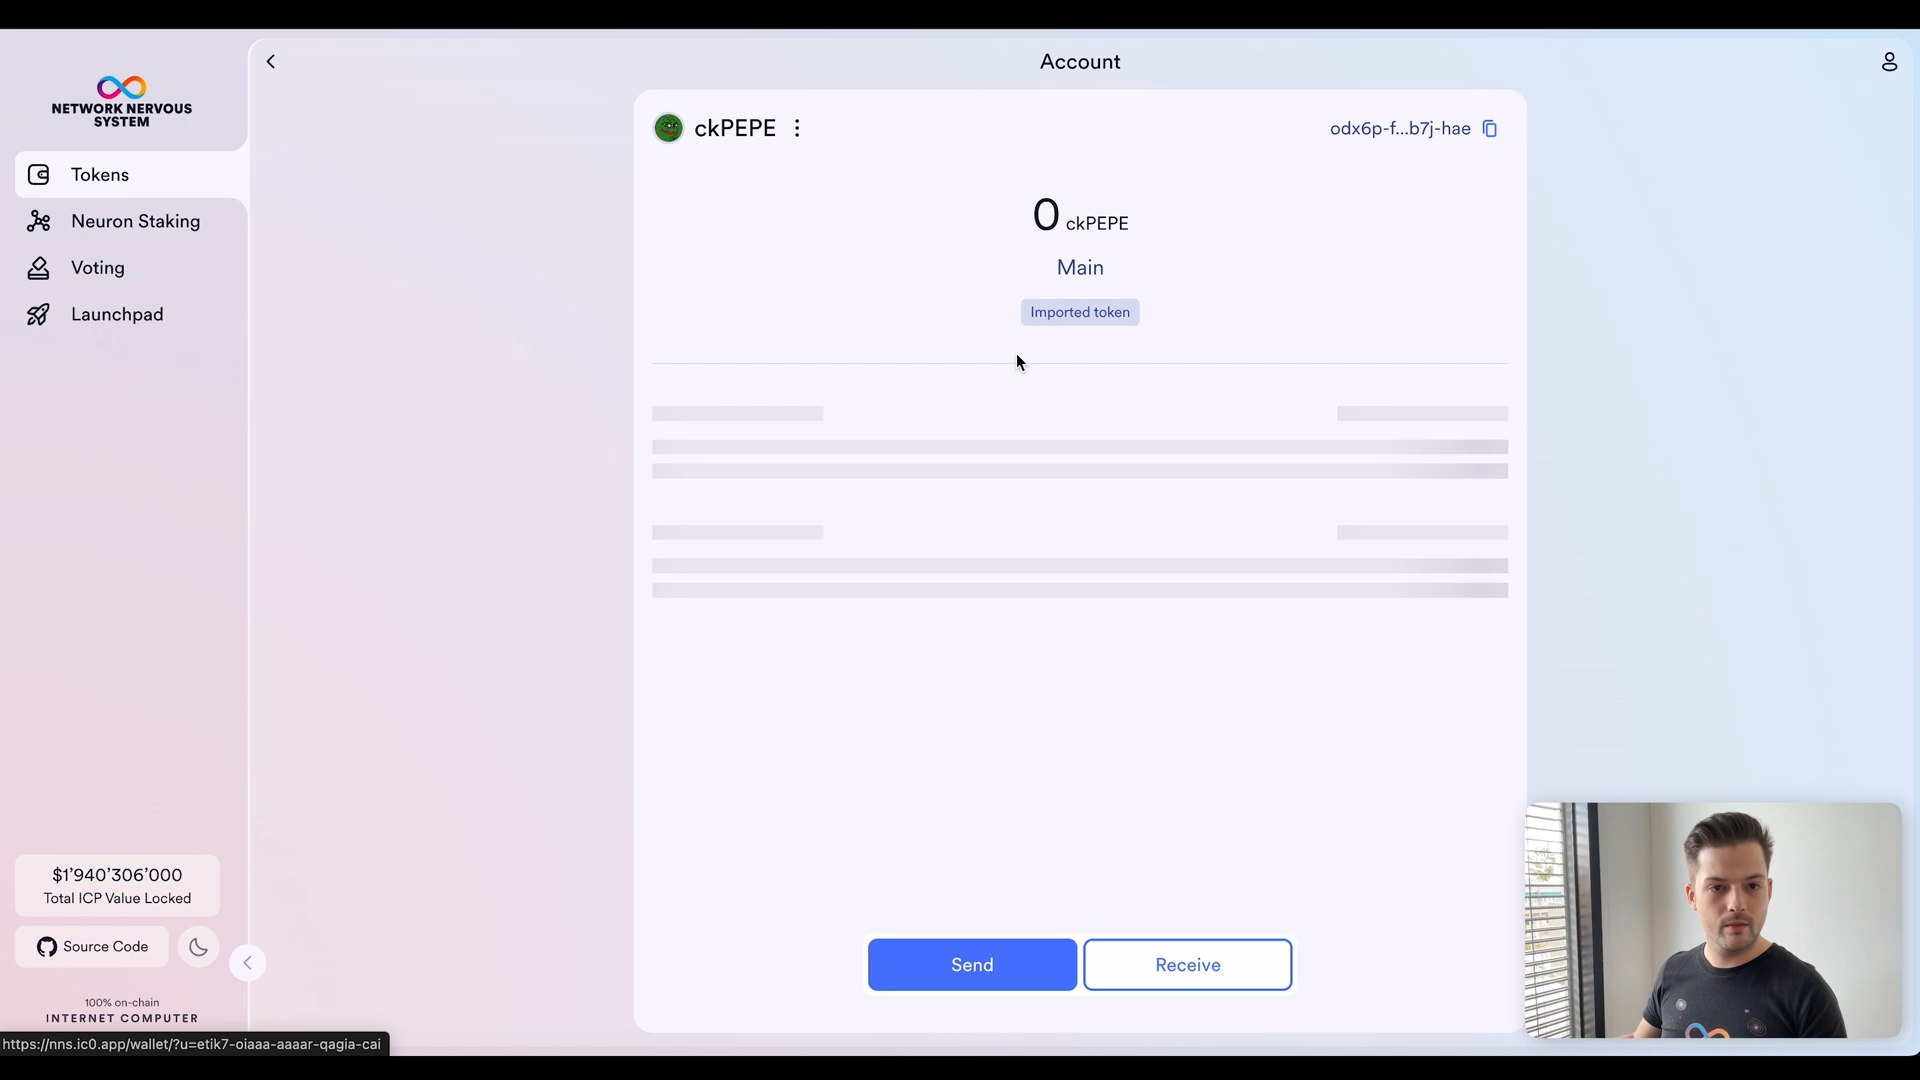 NETWORK NERVOUS
SYSTEM
Tokens
Neuron Staking
Voting
Launchpad
$1’940’306’000
Total ICP Value Locked
Source Code
100% on-chain
INTERNET COMPUTER
https://nns.ic0.app/wallet/?u=etik7-oiaaa-aaaar-qagia-cai
Account
ckPEPE
odx6p-f...b7j-hae
0 ckPEPE
Main
Imported token
Send
Receive